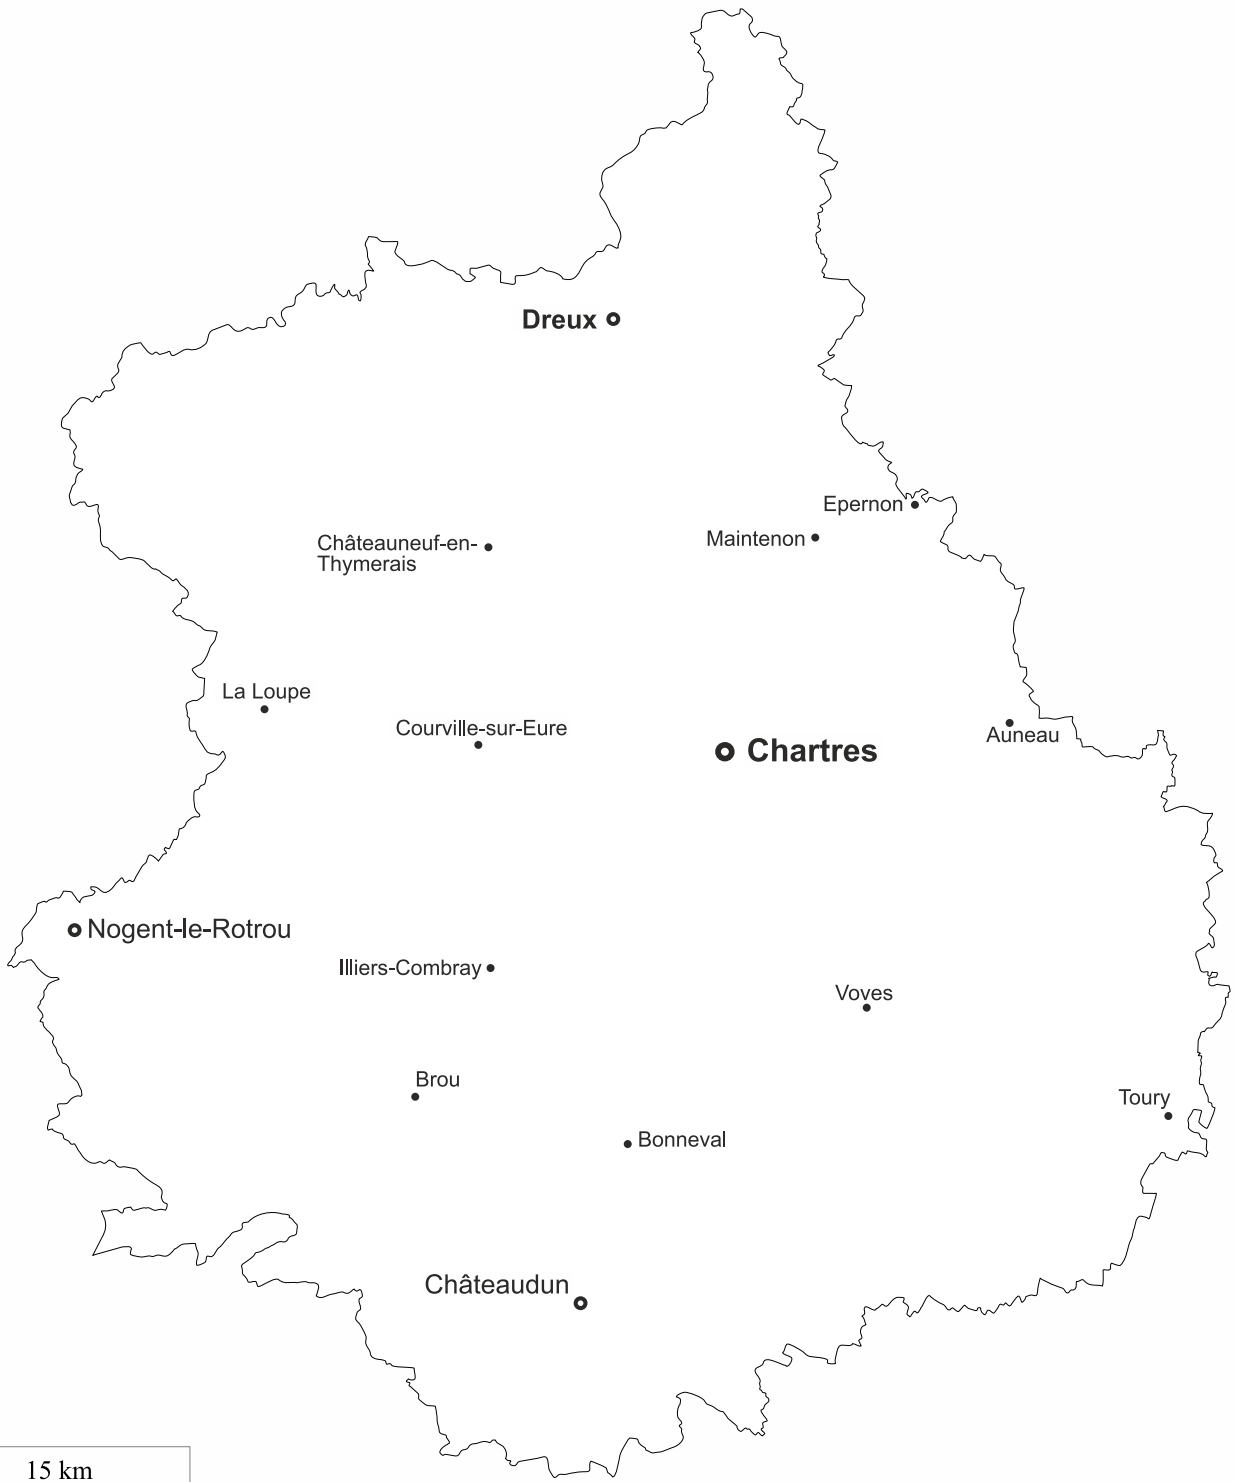 Dreux
Epernon
Maintenon
Châteauneuf-en-
Thymerais
La Loupe
Courville-sur-Eure
Auneau
Chartres
Nogent-le-Rotrou
Illiers-Combray
Voves
Brou
Toury
Bonneval
Châteaudun
15 km